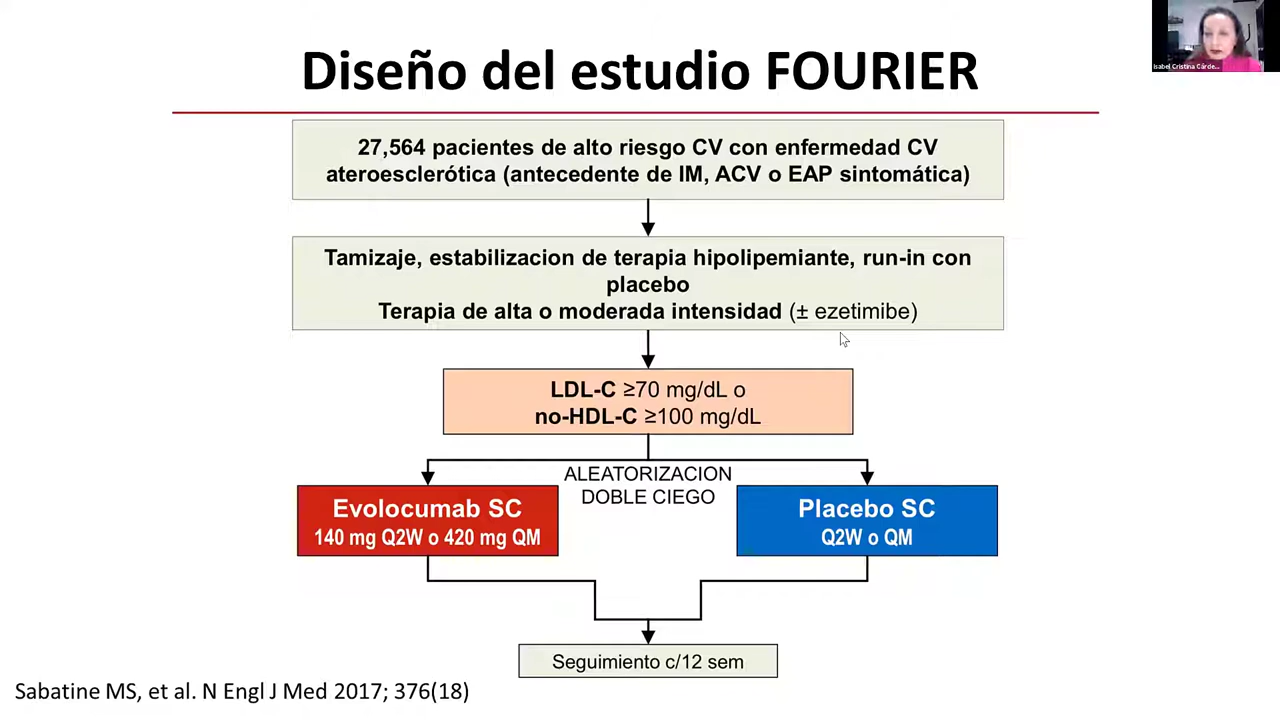 Diseño del estudio FOURIER
Isabel Cristina Cárde...
27,564 pacientes de alto riesgo CV con enfermedad CV
ateroesclerótica (antecedente de IM, ACV o EAP sintomática)
Tamizaje, estabilizacion de terapia hipolipemiante, run-in con
placebo
Terapia de alta o moderada intensidad (± ezetimibe)
LDL-C ≥70 mg/dL o
no-HDL-C ≥100 mg/dL
ALEATORIZACION
DOBLE CIEGO
Evolocumab SC
140 mg Q2W o 420 mg QM
Placebo SC
Q2W o QM
Seguimiento c/12 sem
Sabatine MS, et al. N Engl J Med 2017; 376(18)